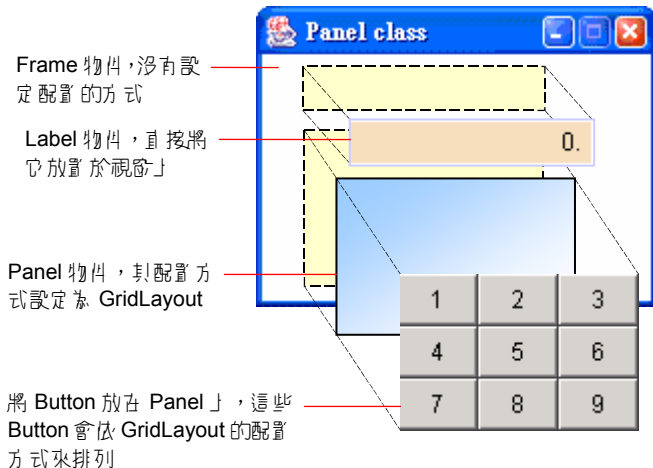 Panel class
Frame 物件，沒有設
定配置的方式
Label 物件，直接將
它放置於視窗上
0.
Panel 物件，其配置方
式設定為 GridLayout
1 2 3
4 5 6
7 8 9
將 Button 放在 Panel 上，這些
Button 會依 GridLayout 的配置
方式來排列